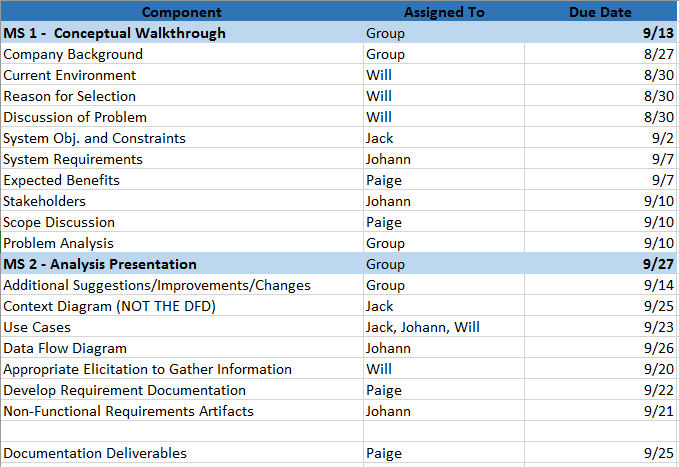 Component Assigned To Due Date
MS 1 - Conceptual Walkthrough Group 9/13
Company Background Group 8/27
Current Environment Will 8/30
Reason for Selection Will 8/30
Discussion of Problem Will 8/30
System Obj. and Constraints Jack 9/2
System Requirements Johann 9/7
Expected Benefits Paige 9/7
Stakeholders Johann 9/10
Scope Discussion Paige 9/10
Problem Analysis Group 9/10
MS 2 - Analysis Presentation Group 9/27
Additional Suggestions/Improvements/Changes Group 9/14
Context Diagram (NOT THE DFD) Jack 9/25
Use Cases Jack, Johann, Will 9/23
Data Flow Diagram Johann 9/26
Appropriate Elicitation to Gather Information Will 9/20
Develop Requirement Documentation Paige 9/22
Non-Functional Requirements Artifacts Johann 9/21
Documentation Deliverables Paige 9/25